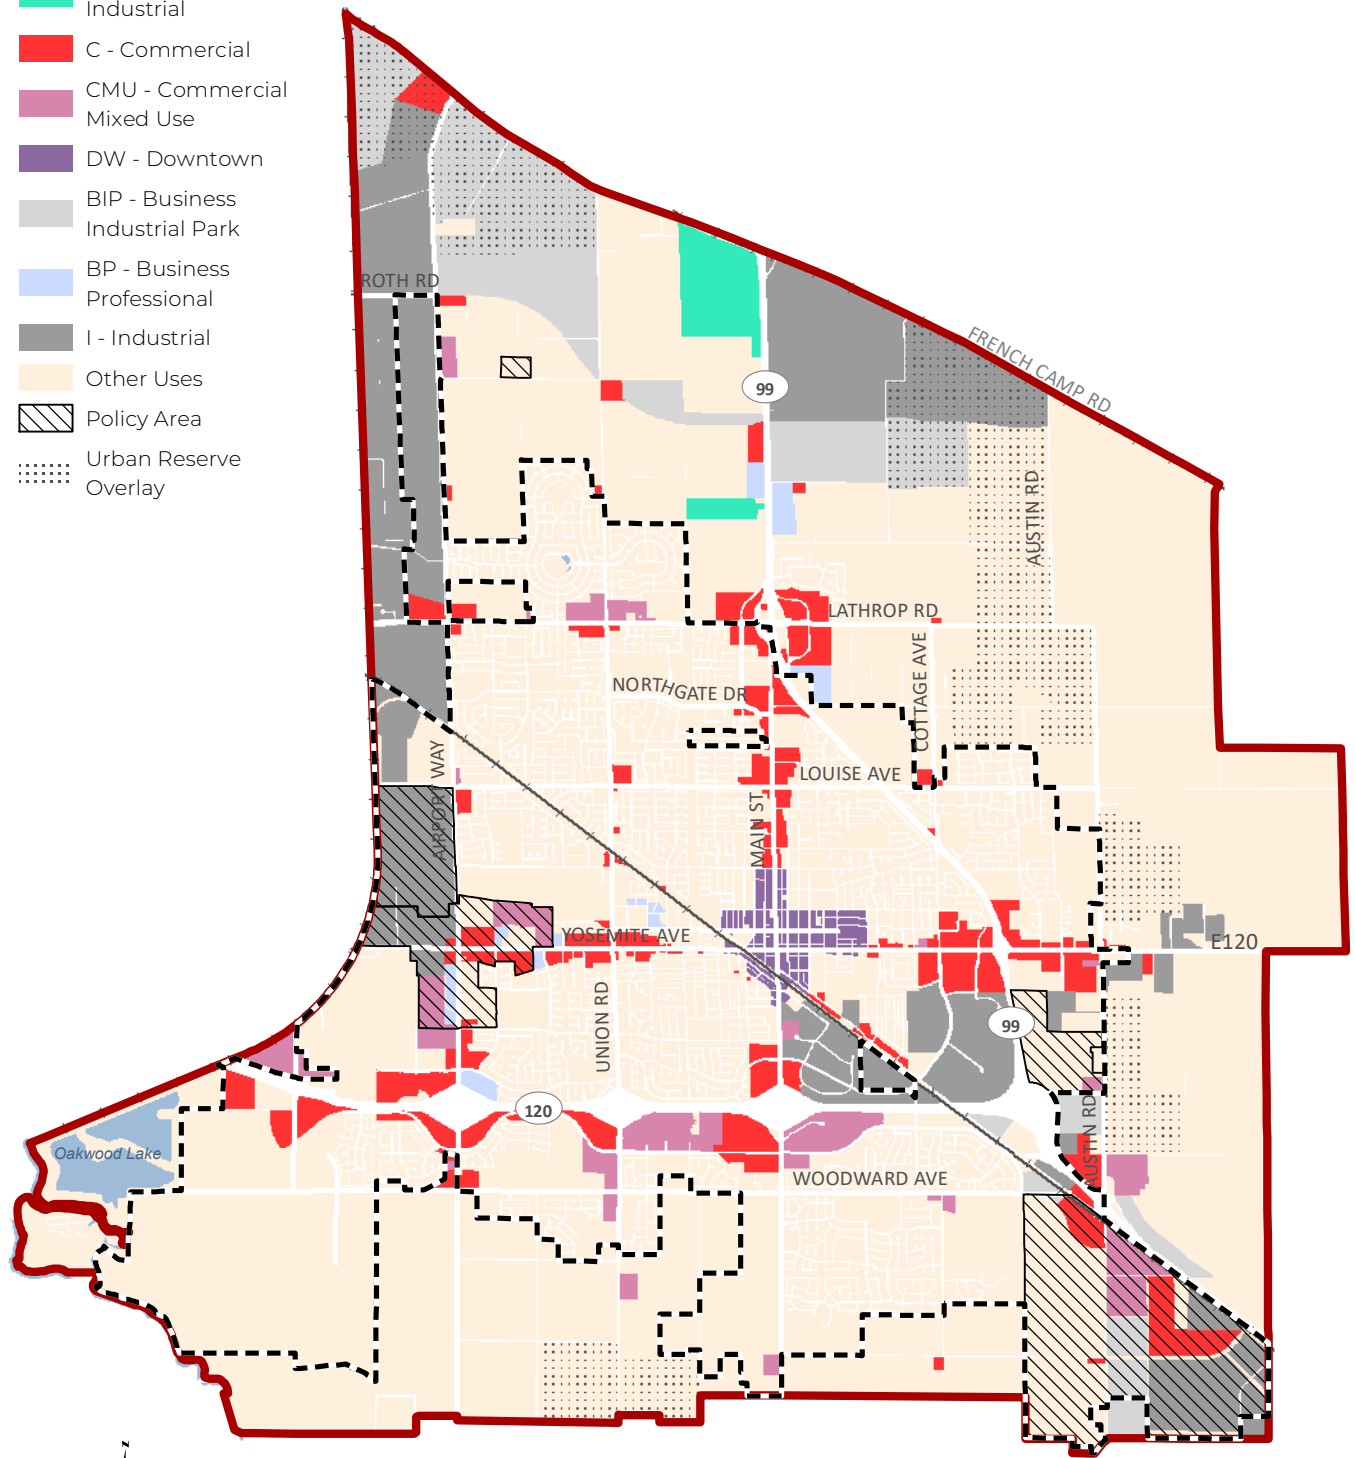 Industrial
C - Commercial
CMU - Commercial
Mixed Use
DW - Downtown
BIP - Business
Industrial Park
BP - Business
Professional
I - Industrial
Other Uses
Policy Area
Urban Reserve
Overlay
ROTH RD
FRENCH CAMP RD
99
AUSTIN RD
LATHROP RD
COTTAGE AVE
NORTHGATE DR
AIRPORT WAY
LOUISE AVE
MAIN ST
YOSEMITE AVE
E120
UNION RD
99
120
AUSTIN RD
Oakwood Lake
WOODWARD AVE